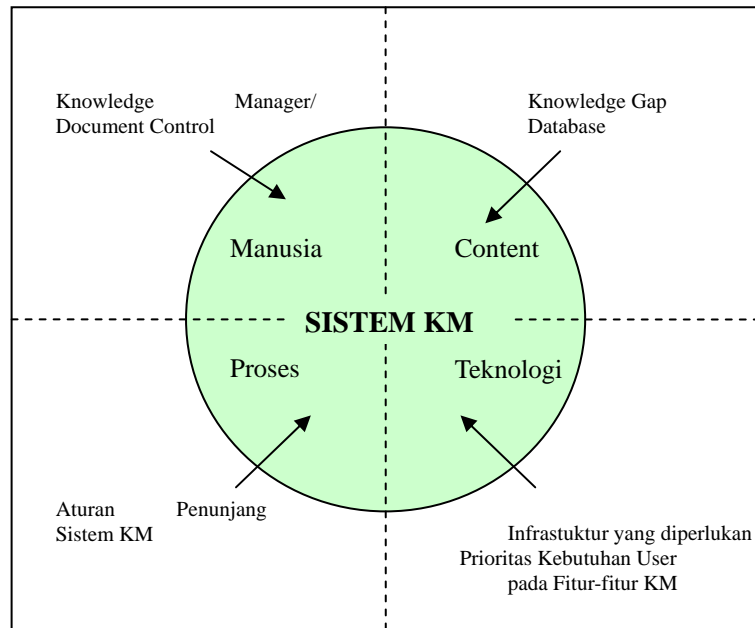 Knowledge Manager/
Document Control
Knowledge Gap
Database
Manusia
Content
SISTEM KM
Proses
Teknologi
Aturan Penunjang
Sistem KM
Infrastuktur yang diperlukan
Prioritas Kebutuhan User
pada Fitur-fitur KM